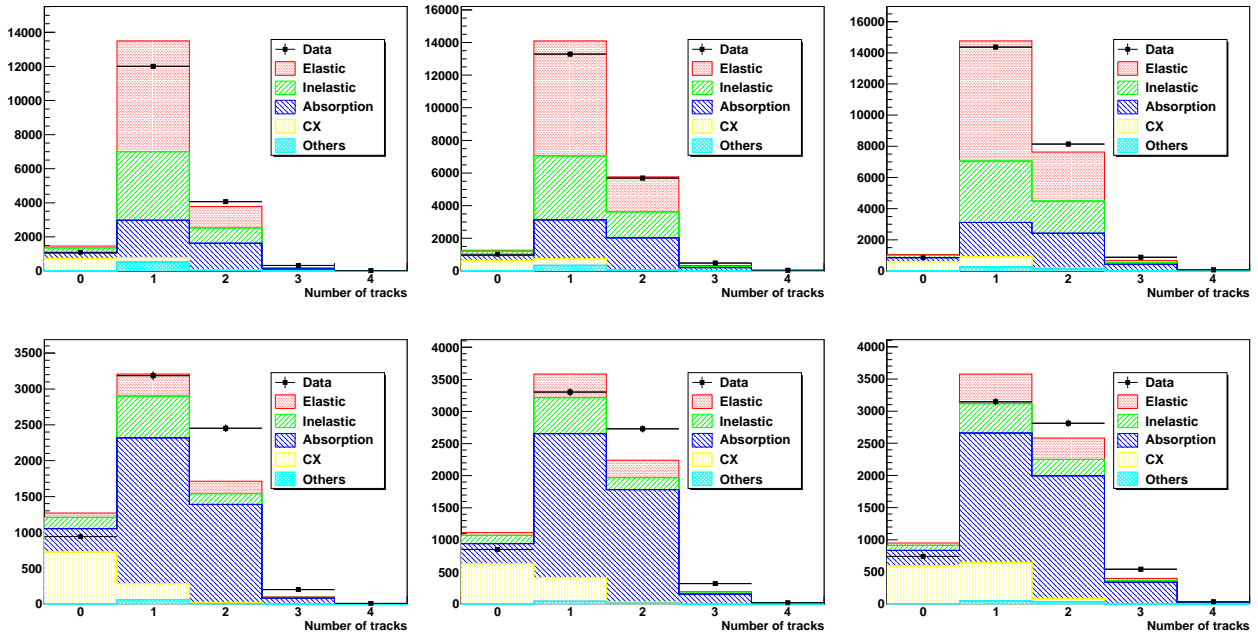 14000
12000
10000
8000
6000
4000
2000
0
0 1 2 3 4
Number of tracks
Data
Elastic
Inelastic
Absorption
CX
Others
16000
14000
12000
10000
8000
6000
4000
2000
0
0 1 2 3 4
Number of tracks
Data
Elastic
Inelastic
Absorption
CX
Others
16000
14000
12000
10000
8000
6000
4000
2000
0
0 1 2 3 4
Number of tracks
Data
Elastic
Inelastic
Absorption
CX
Others
3500
3000
2500
2000
1500
1000
500
0
0 1 2 3 4
Number of tracks
Data
Elastic
Inelastic
Absorption
CX
Others
4000
3500
3000
2500
2000
1500
1000
500
0
0 1 2 3 4
Number of tracks
Data
Elastic
Inelastic
Absorption
CX
Others
4000
3500
3000
2500
2000
1500
1000
500
0
0 1 2 3 4
Number of tracks
Data
Elastic
Inelastic
Absorption
CX
Others